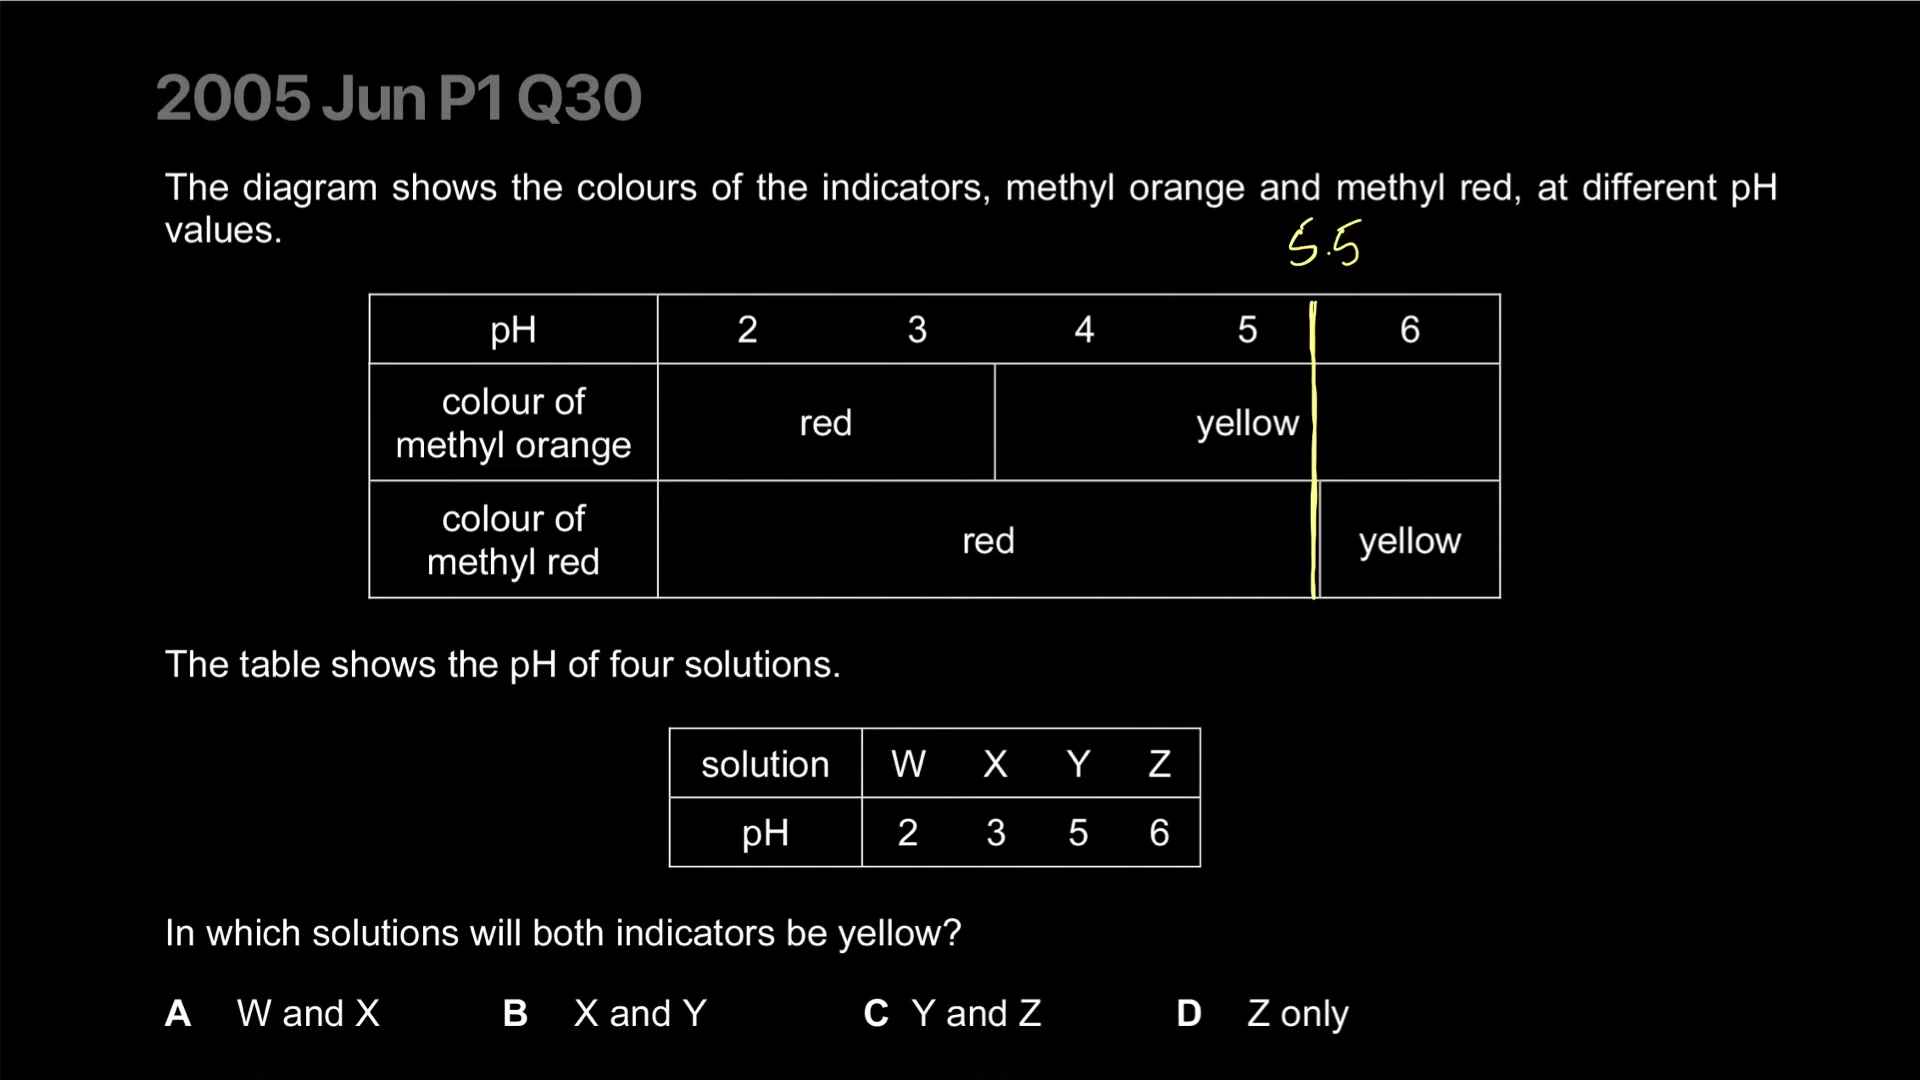 2005 Jun P1 Q30
The diagram shows the colours of the indicators, methyl orange and methyl red, at different pH
values.
5.5
pH 2 3 4 5 6
colour of
methyl orange
red yellow
colour of
methyl red
red yellow
The table shows the pH of four solutions.
solution W X Y Z
pH 2 3 5 6
In which solutions will both indicators be yellow?
A W and X B X and Y C Y and Z D Z only